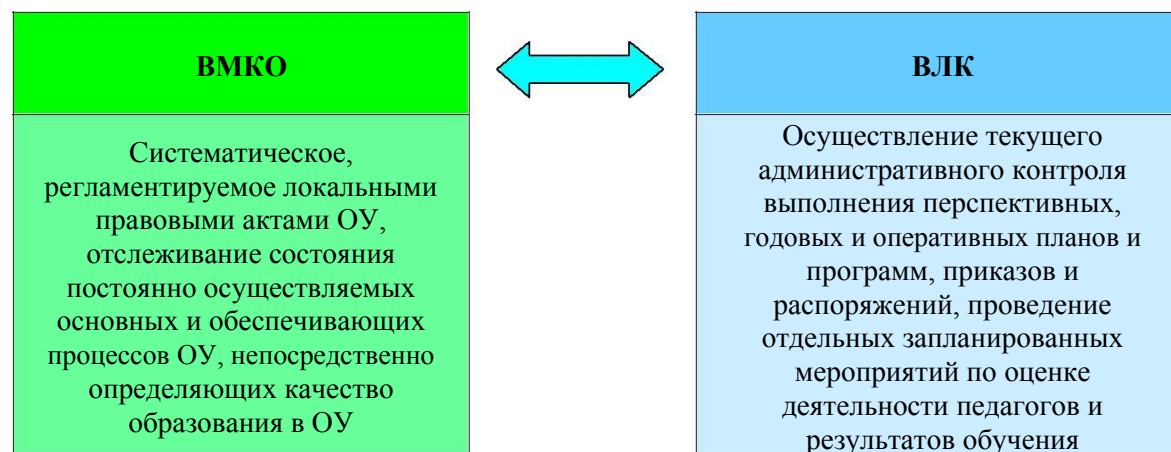 ВМКО
Систематическое,
регламентируемое локальными
правовыми актами ОУ,
отслеживание состояния
постоянно осуществляемых
основных и обеспечивающих
процессов ОУ, непосредственно
определяющих качество
образования в ОУ
ВЛК
Осуществление текущего
административного контроля
выполнения перспективных,
годовых и оперативных планов и
программ, приказов и
распоряжений, проведение
отдельных запланированных
мероприятий по оценке
деятельности педагогов и
результатов обучения